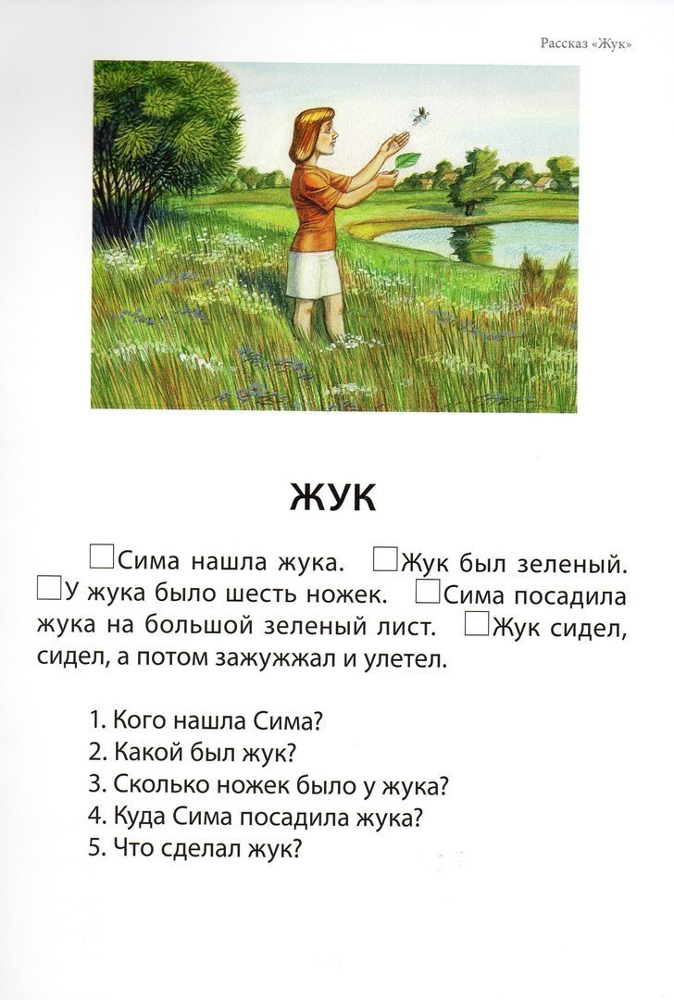 Рассказ «Жук»
ЖУК
Сима нашла жука. Жук был зеленый.
У жука было шесть ножек. Сима посадила
жука на большой зеленый лист. Жук сидел,
сидел, а потом зажужжал и улетел.
1. Кого нашла Сима?
2. Какой был жук?
3. Сколько ножек было у жука?
4. Куда Сима посадила жука?
5. Что сделал жук?